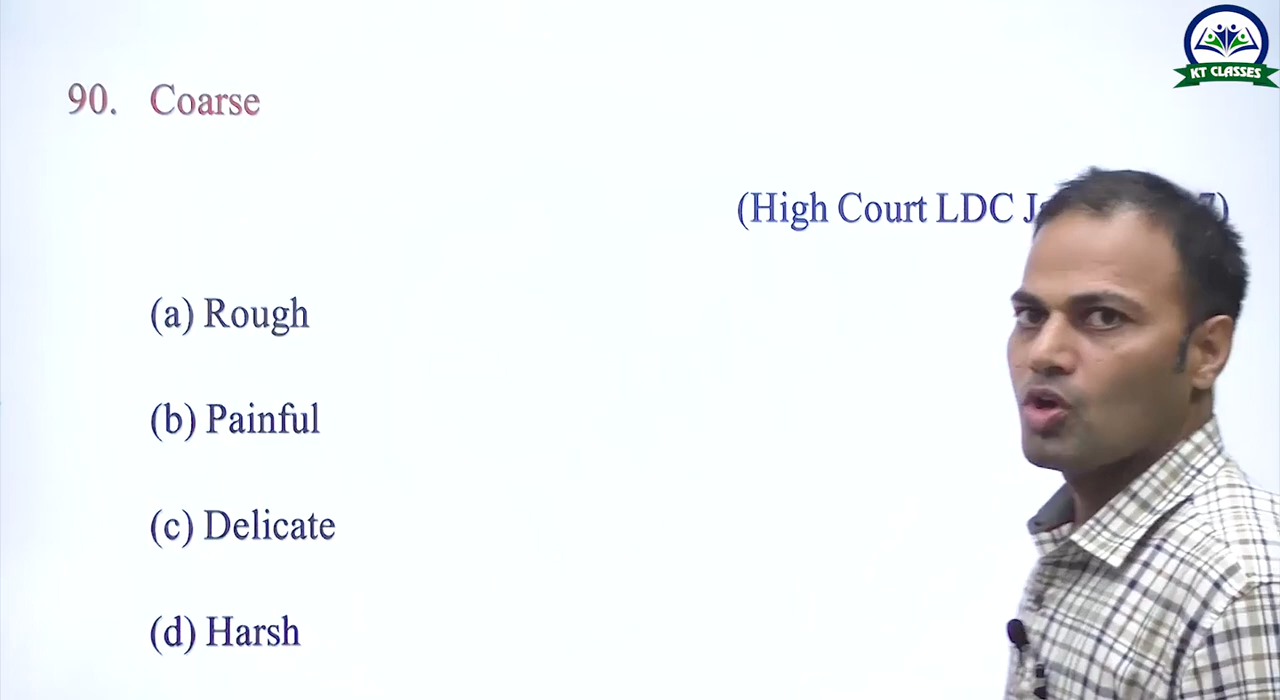 KT CLASSES
90. Coarse
(High Court LDC
(a) Rough
(b) Painful
(c) Delicate
(d) Harsh